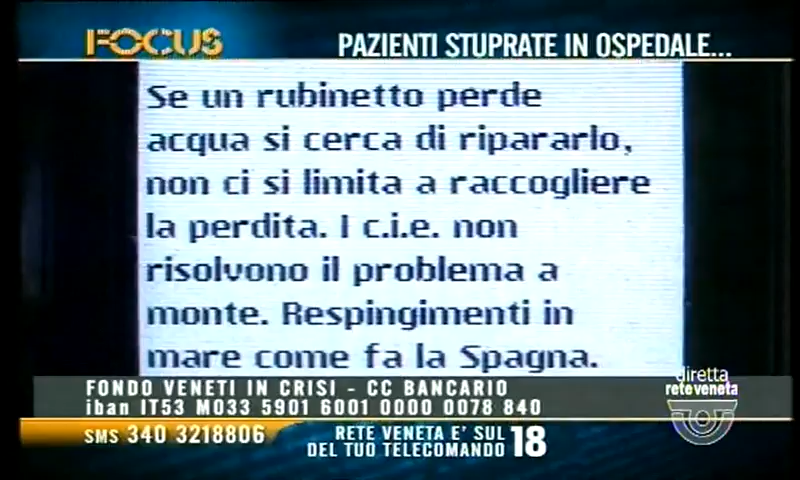 FOCUS
PAZIENTI STUPRATE IN OSPEDALE...
Se un rubinetto perde
acqua si cerca di ripararlo,
non ci si limita a raccogliere
la perdita. I c.i.e. non
risolvono il problema a
monte. Respingimenti in
mare come fa la Spagna.
diretta
reteveneta
FONDO VENETI IN CRISI - CC BANCARIO
iban IT53 M033 5901 6001 0000 0078 840
SMS 340 3218806
RETE VENETA E' SUL
DEL TUO TELECOMANDO 18